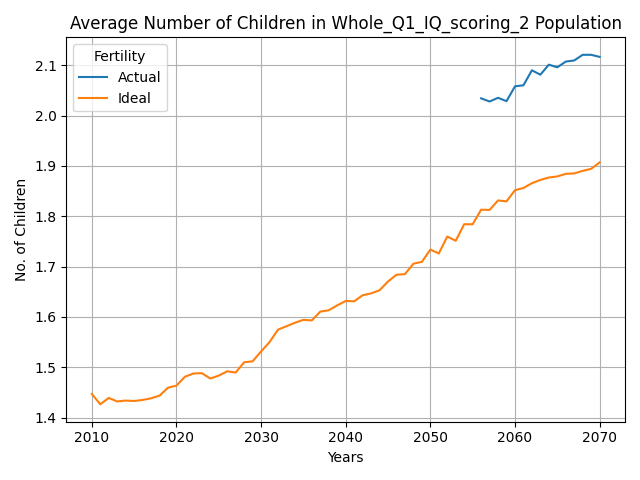 Average Number of Children in Whole_Q1_IQ_scoring_2 Population
Fertility
Actual
Ideal
No. of Children
2.1
2.0
1.9
1.8
1.7
1.6
1.5
1.4
2010 2020 2030 2040 2050 2060 2070
Years